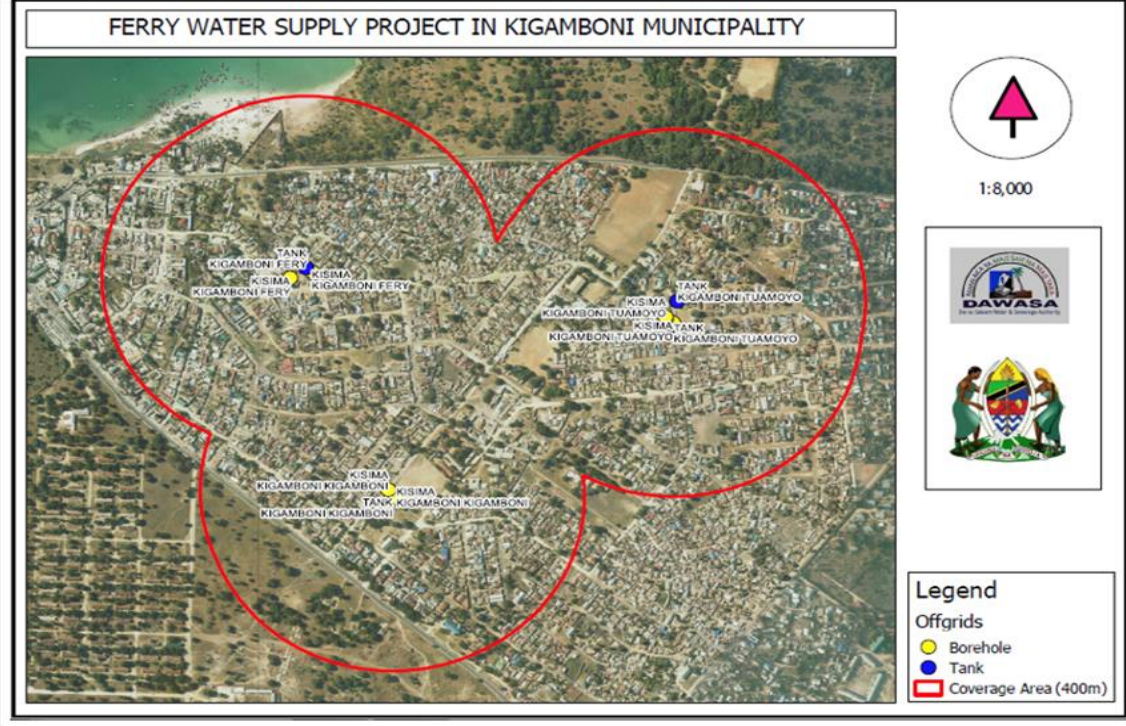 FERRY WATER SUPPLY PROJECT IN KIGAMBONI MUNICIPALITY
1:8,000
TANK
KIGAMBONI FERY
KISIMA
KIGAMBONI FERY
KISIMA
KIGAMBONI FERY
TANK
KIGAMBONI TUAMOYO
KISIMA
KIGAMBONI TUAMOYO
KISIMA
KIGAMBONI TUAMOYO
TANK
KIGAMBONI TUAMOYO
KISIMA
KIGAMBONI KIGAMBONI
KISIMA
KIGAMBONI KIGAMBONI
TANK
KIGAMBONI KIGAMBONI
DAWASA
Legend
Offgrids
Borehole
Tank
Coverage Area (400m)